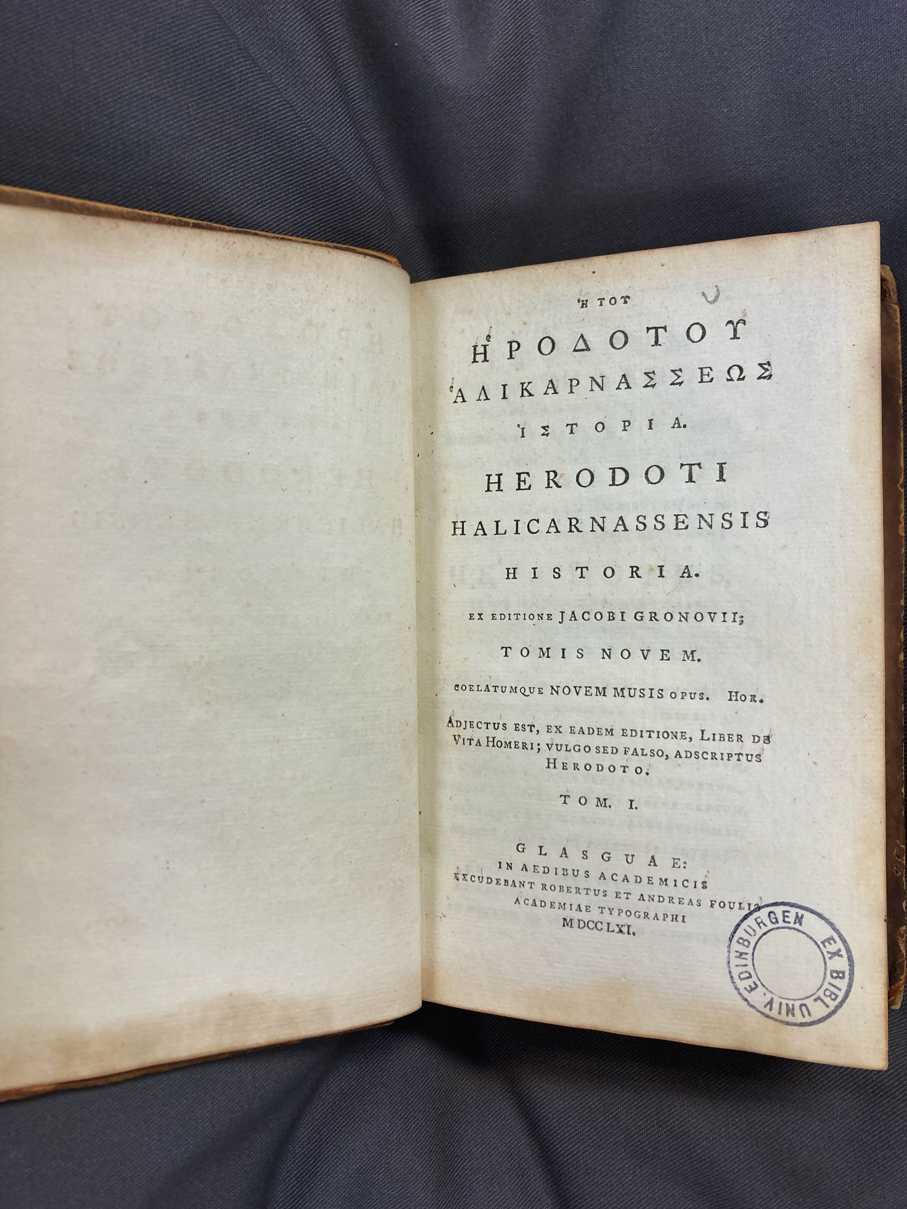 Ἡ ΤΟΥ
ἩΡΟΔΟΤΟΥ
ἉΛΙΚΑΡΝΑΣΣΕΩΣ
ἹΣΤΟΡΙΑ.
HERODOTI
HALICARNASSENSIS
HISTORIA.
EX EDITIONE JACOBI GRONOVII;
TOMIS NOVEM.
COELATUMQUE NOVEM MUSIS OPUS. HOR.
ADJECTUS EST, EX EADEM EDITIONE, LIBER DE
VITA HOMERI; VULGO SED FALSO, ADSCRIPTUS
HERODOTO.
TOM. I.
GLASGUAE:
IN AEDIBUS ACADEMICIS
EXCUDEBANT ROBERTUS ET ANDREAS FOULIS
ACADEMIAE TYPOGRAPHI
MDCCLXI.
EX BIBL UNIV. EDINBURGEN